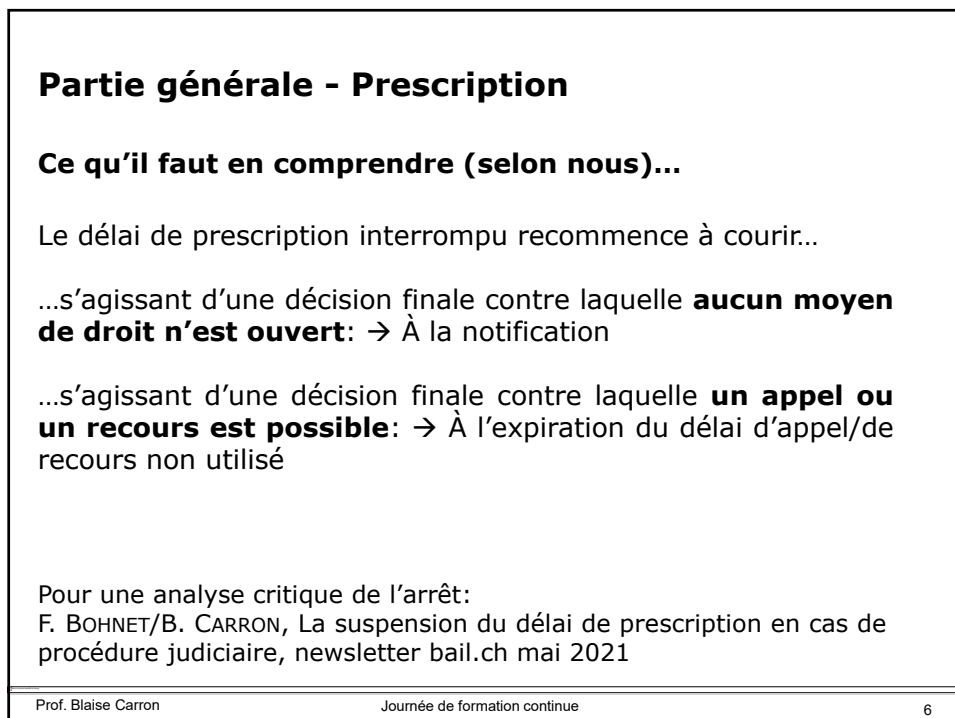 Partie générale - Prescription
Ce qu’il faut en comprendre (selon nous)…
Le délai de prescription interrompu recommence à courir…
…s’agissant d’une décision finale contre laquelle aucun moyen
de droit n’est ouvert: → À la notification
…s’agissant d’une décision finale contre laquelle un appel ou
un recours est possible: → À l’expiration du délai d’appel/de
recours non utilisé
Pour une analyse critique de l’arrêt:
F. BOHNET/B. CARRON, La suspension du délai de prescription en cas de
procédure judiciaire, newsletter bail.ch mai 2021
Prof. Blaise Carron Journée de formation continue 6